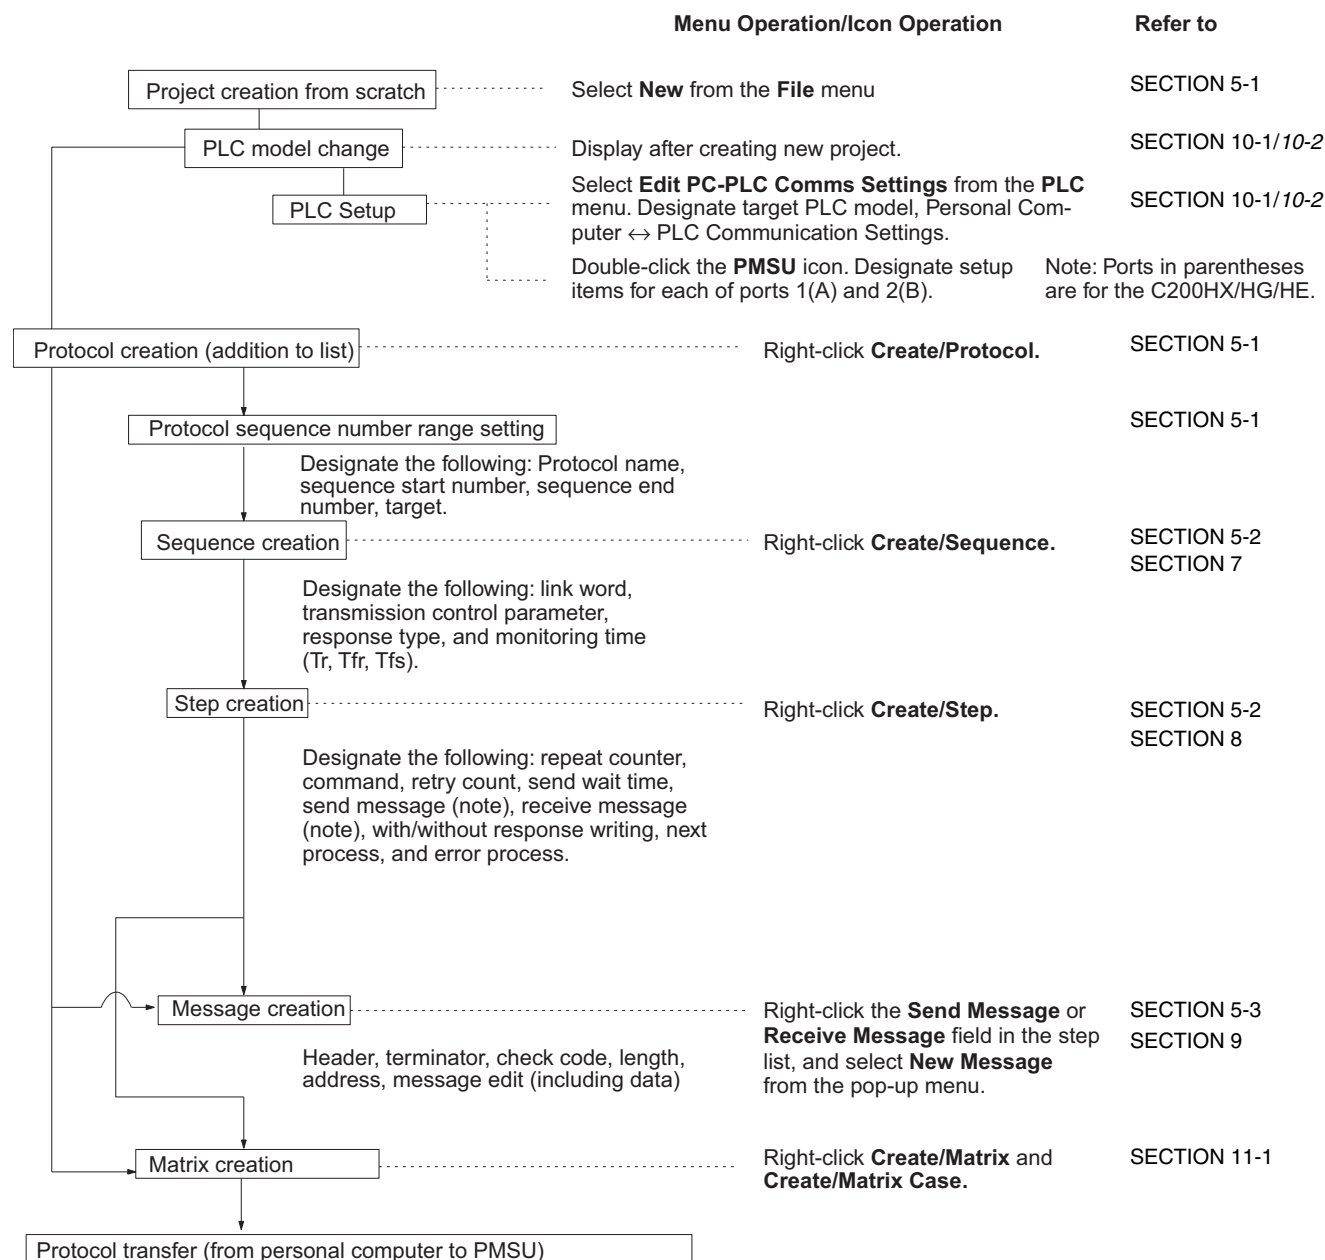 Menu Operation/Icon Operation
Refer to
Project creation from scratch
Select New from the File menu
SECTION 5-1
PLC model change
Display after creating new project.
SECTION 10-1/10-2
PLC Setup
Select Edit PC-PLC Comms Settings from the PLC
menu. Designate target PLC model, Personal Com-
puter ↔ PLC Communication Settings.
SECTION 10-1/10-2
Double-click the PMSU icon. Designate setup
items for each of ports 1(A) and 2(B).
Note: Ports in parentheses
are for the C200HX/HG/HE.
Protocol creation (addition to list)
Right-click Create/Protocol.
SECTION 5-1
Protocol sequence number range setting
SECTION 5-1
Designate the following: Protocol name,
sequence start number, sequence end
number, target.
Sequence creation
Right-click Create/Sequence.
SECTION 5-2
SECTION 7
Designate the following: link word,
transmission control parameter,
response type, and monitoring time
(Tr, Tfr, Tfs).
Step creation
Right-click Create/Step.
SECTION 5-2
SECTION 8
Designate the following: repeat counter,
command, retry count, send wait time,
send message (note), receive message
(note), with/without response writing, next
process, and error process.
Message creation
Right-click the Send Message or
Receive Message field in the step
list, and select New Message
from the pop-up menu.
SECTION 5-3
SECTION 9
Header, terminator, check code, length,
address, message edit (including data)
Matrix creation
Right-click Create/Matrix and
Create/Matrix Case.
SECTION 11-1
Protocol transfer (from personal computer to PMSU)